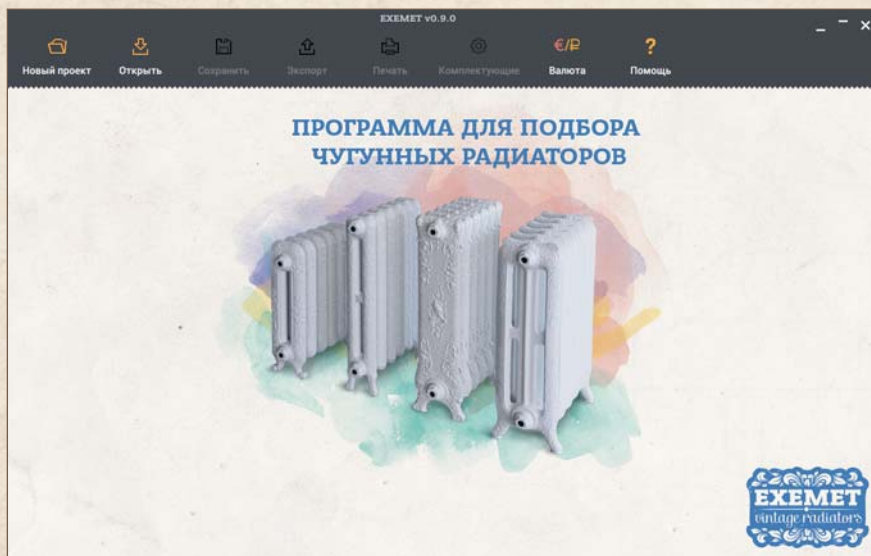 EXEMET v0.9.0
Новый проект
Открыть
Сохранить
Экспорт
Печать
Комплектующие
€/₽
Валюта
?
Помощь
ПРОГРАММА ДЛЯ ПОДБОРА
ЧУГУННЫХ РАДИАТОРОВ
EXEMET
vintage radiators